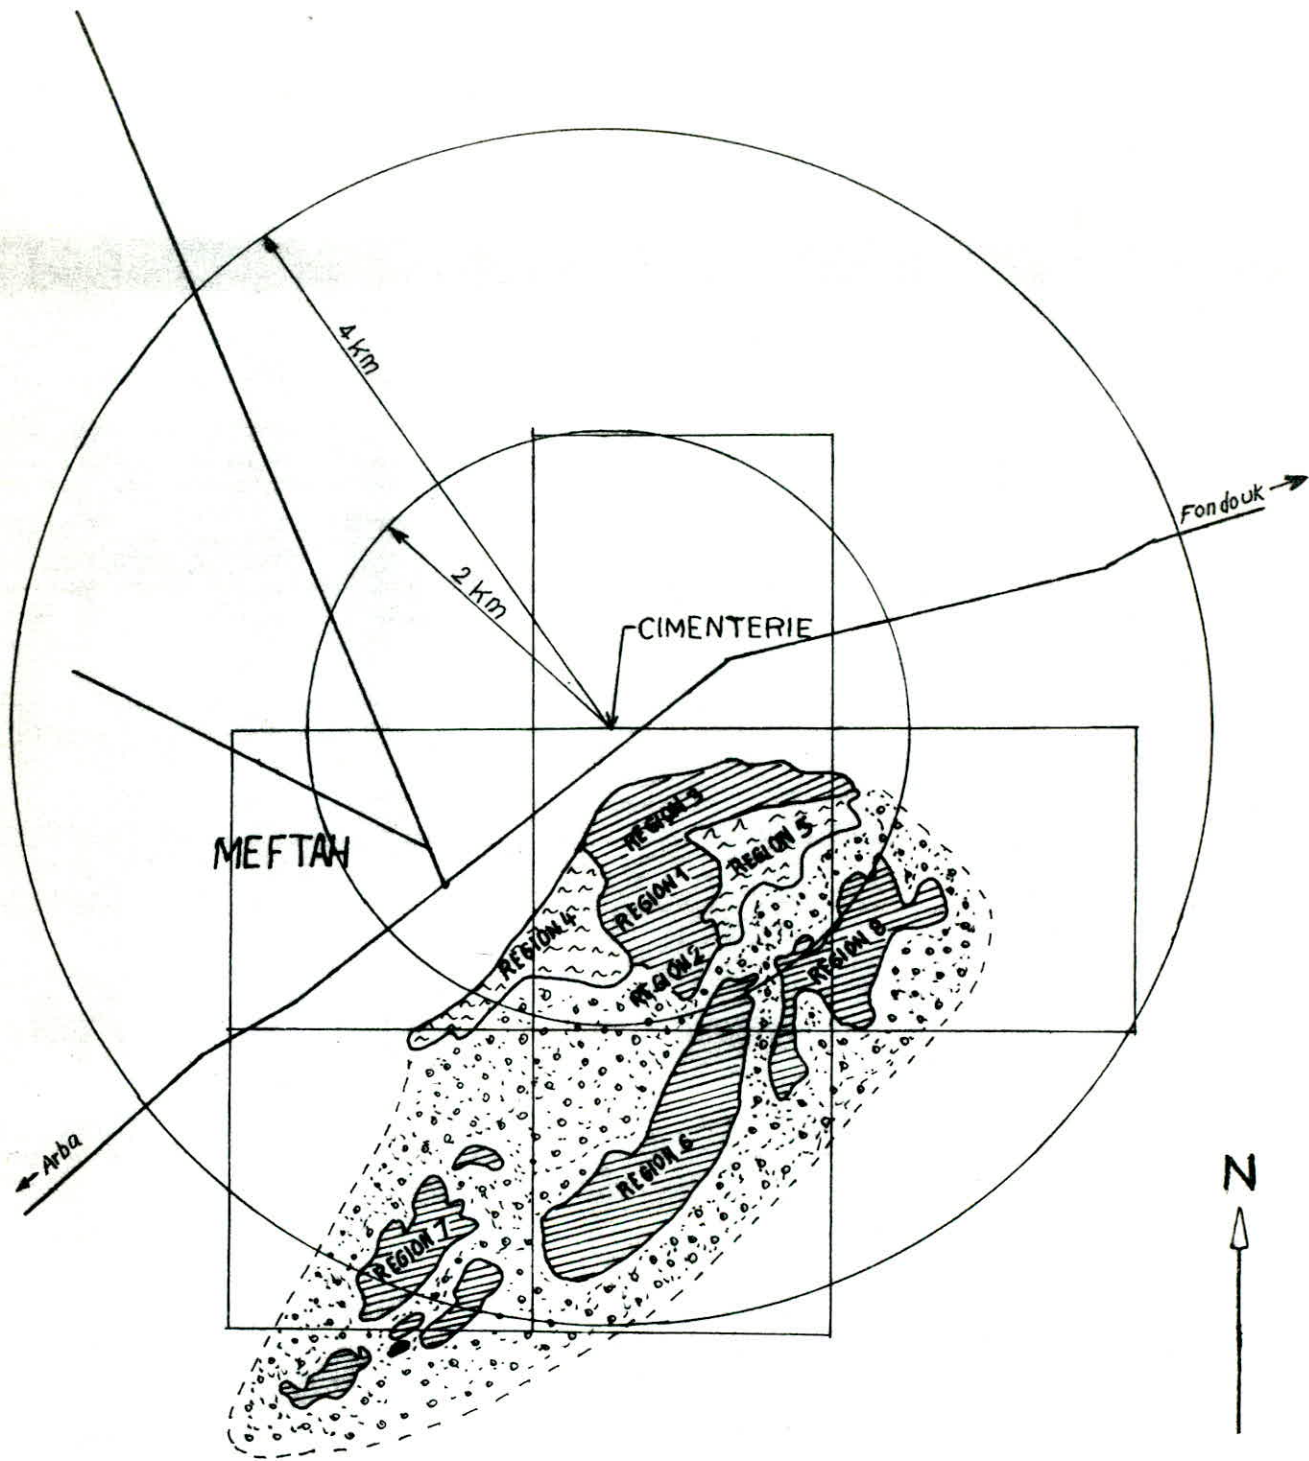 4 Km
Fondouk
2 Km
CIMENTERIE
MEFTAH
REGION 3
REGION 5
REGION 1
REGION 4
REGION 2
REGION 8
Arba
REGION 6
REGION 7
N